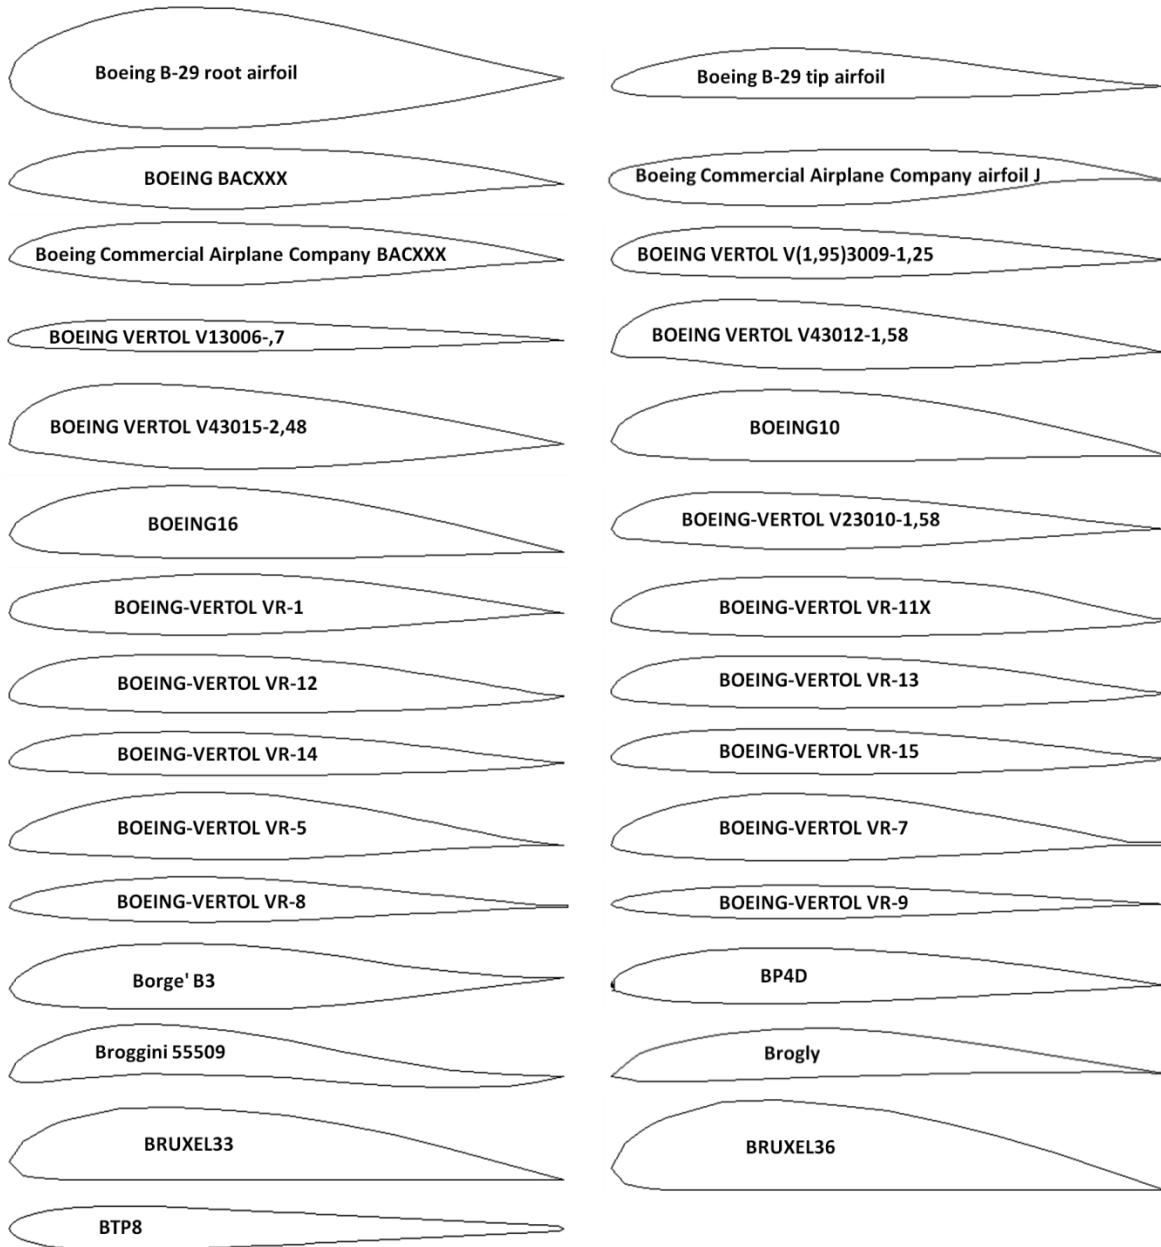 Boeing B-29 root airfoil
Boeing B-29 tip airfoil
BOEING BACXXX
Boeing Commercial Airplane Company airfoil J
Boeing Commercial Airplane Company BACXXX
BOEING VERTOL V(1,95)3009-1,25
BOEING VERTOL V13006-,7
BOEING VERTOL V43012-1,58
BOEING VERTOL V43015-2,48
BOEING10
BOEING16
BOEING-VERTOL V23010-1,58
BOEING-VERTOL VR-1
BOEING-VERTOL VR-11X
BOEING-VERTOL VR-12
BOEING-VERTOL VR-13
BOEING-VERTOL VR-14
BOEING-VERTOL VR-15
BOEING-VERTOL VR-5
BOEING-VERTOL VR-7
BOEING-VERTOL VR-8
BOEING-VERTOL VR-9
Borge' B3
BP4D
Broggini 55509
Brogly
BRUXEL33
BRUXEL36
BTP8